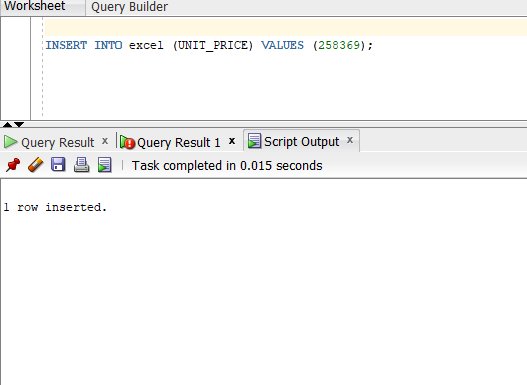 Worksheet Query Builder
INSERT INTO excel (UNIT_PRICE) VALUES (258369);
Query Result x Query Result 1 x Script Output x
Task completed in 0.015 seconds
1 row inserted.